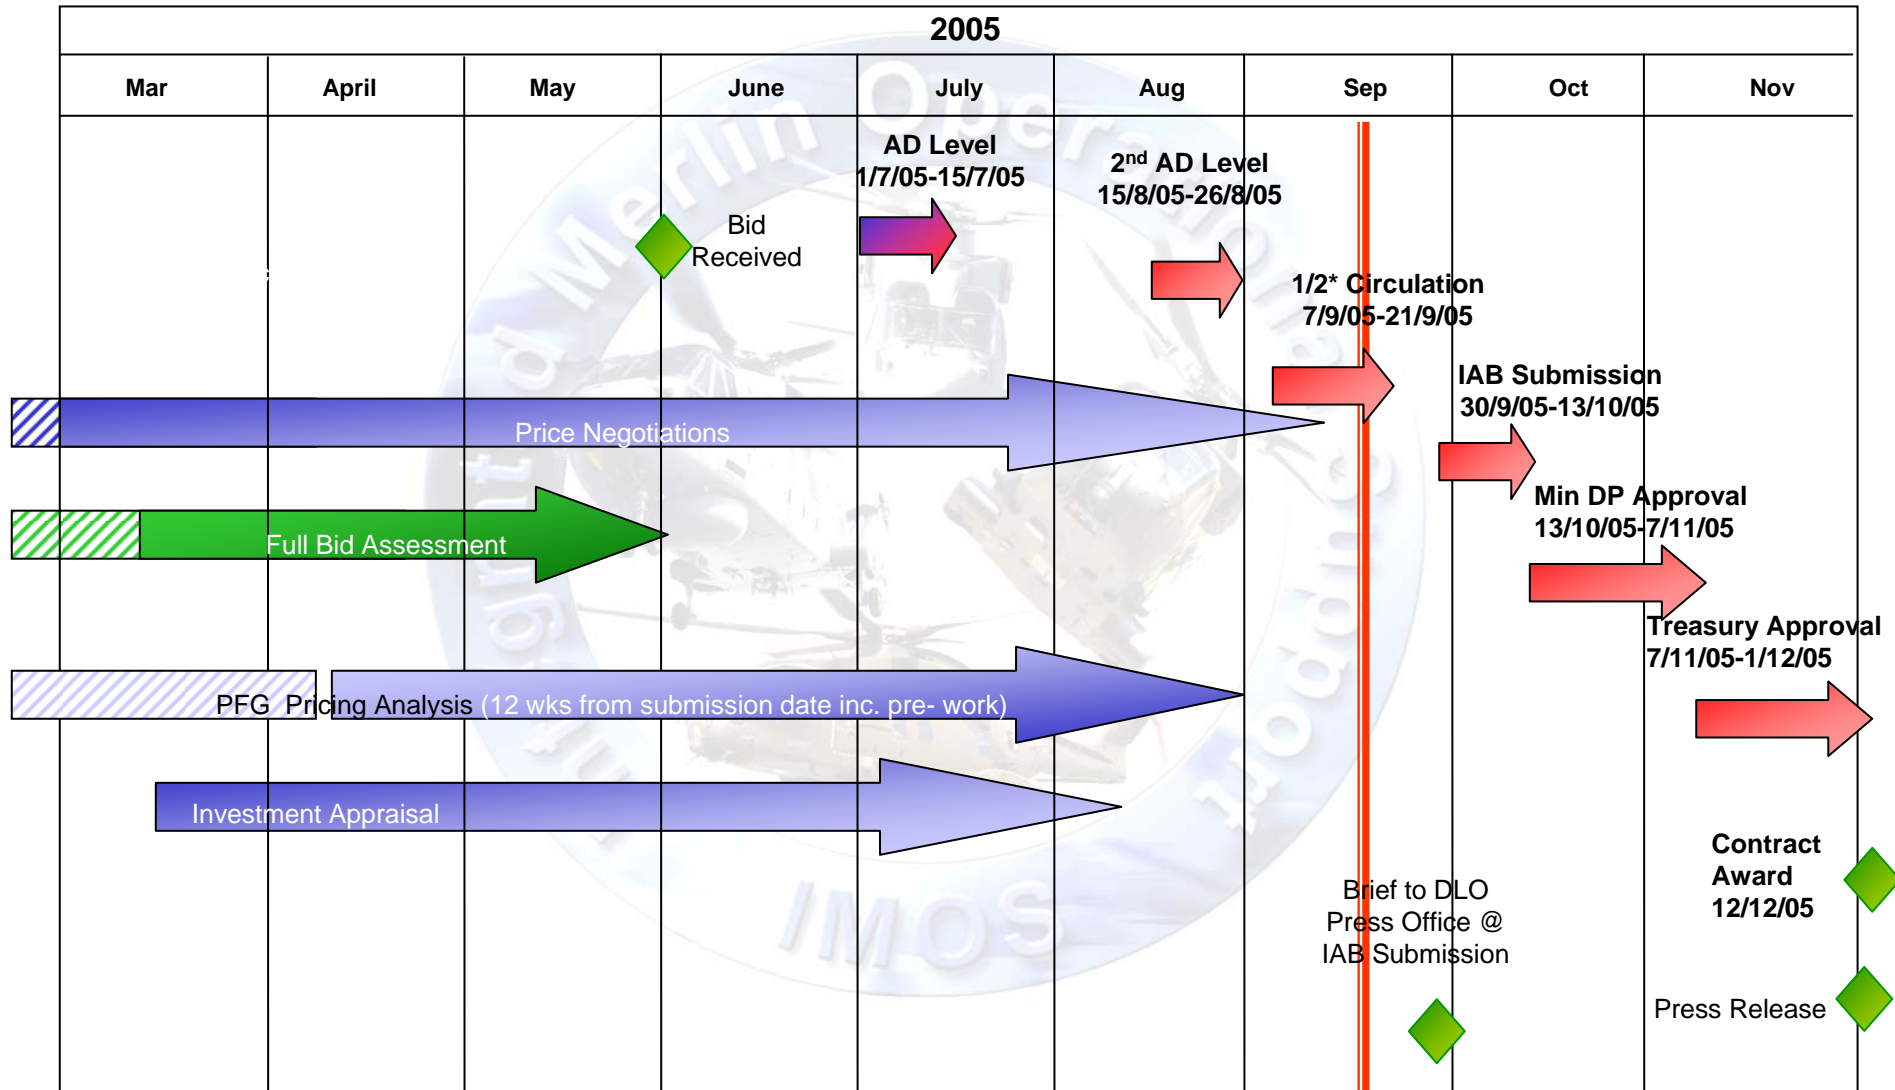 2005
Mar
April
May
June
July
Aug
Sep
Oct
Nov
AD Level
1/7/05-15/7/05
2nd AD Level
15/8/05-26/8/05
Bid
Received
1/2* Circulation
7/9/05-21/9/05
IAB Submission
30/9/05-13/10/05
Price Negotiations
Min DP Approval
13/10/05-7/11/05
Full Bid Assessment
Treasury Approval
7/11/05-1/12/05
PFG Pricing Analysis (12 wks from submission date inc. pre- work)
Investment Appraisal
Contract
Award
12/12/05
Brief to DLO
Press Office @
IAB Submission
Press Release
Merlin Operational Support
IMOS